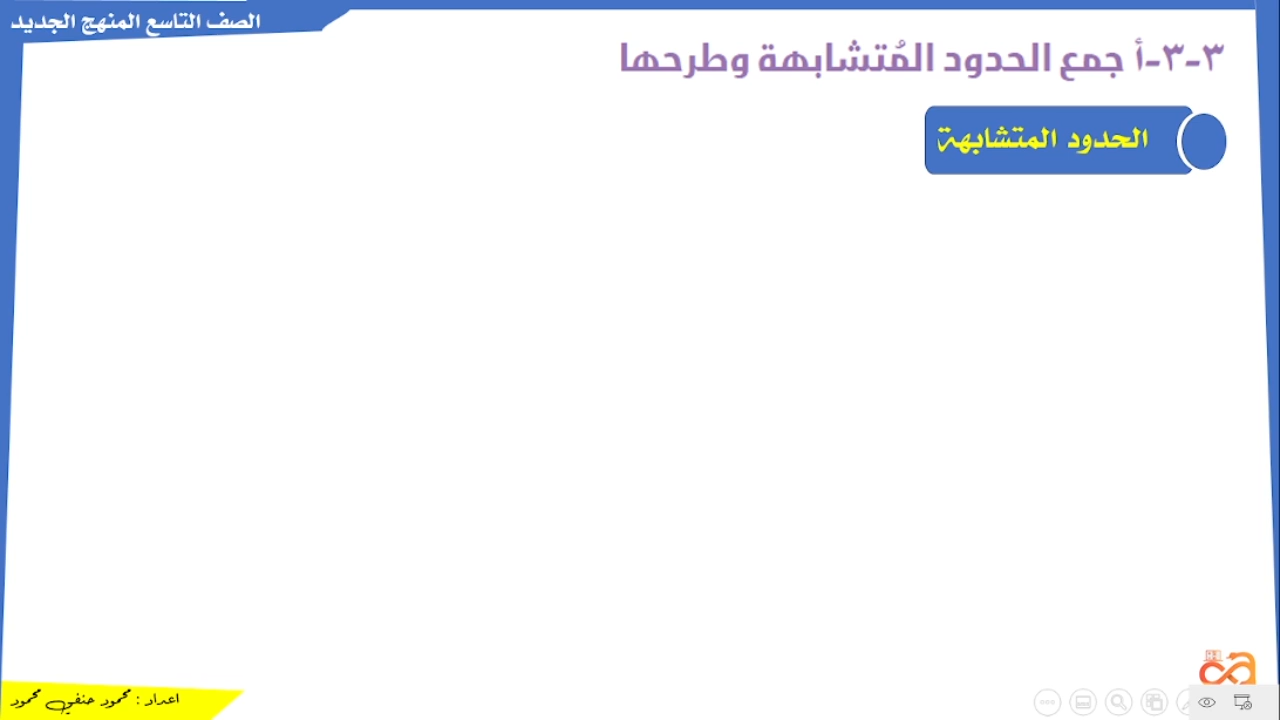 الصف التاسع المنهج الجديد
٣-٣-أ جمع الحدود المُتشابهة وطرحها
الحدود المتشابهة
اعداد : محمود حنفي محمود